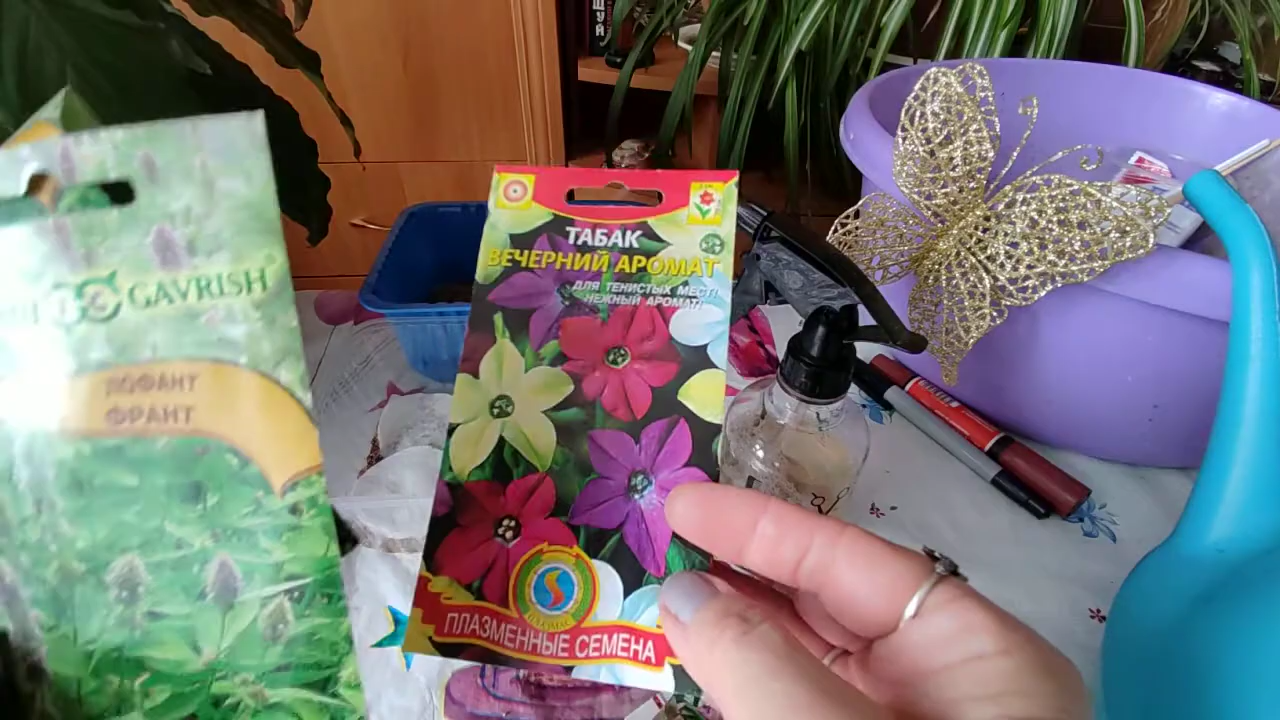 GAVRISH
ЛОФАНТ
ФРАНТ
ТАБАК
ВЕЧЕРНИЙ АРОМАТ
ДЛЯ ТЕНИСТЫХ МЕСТ!
НЕЖНЫЙ АРОМАТ!
ПЛАЗМЕННЫЕ СЕМЕНА